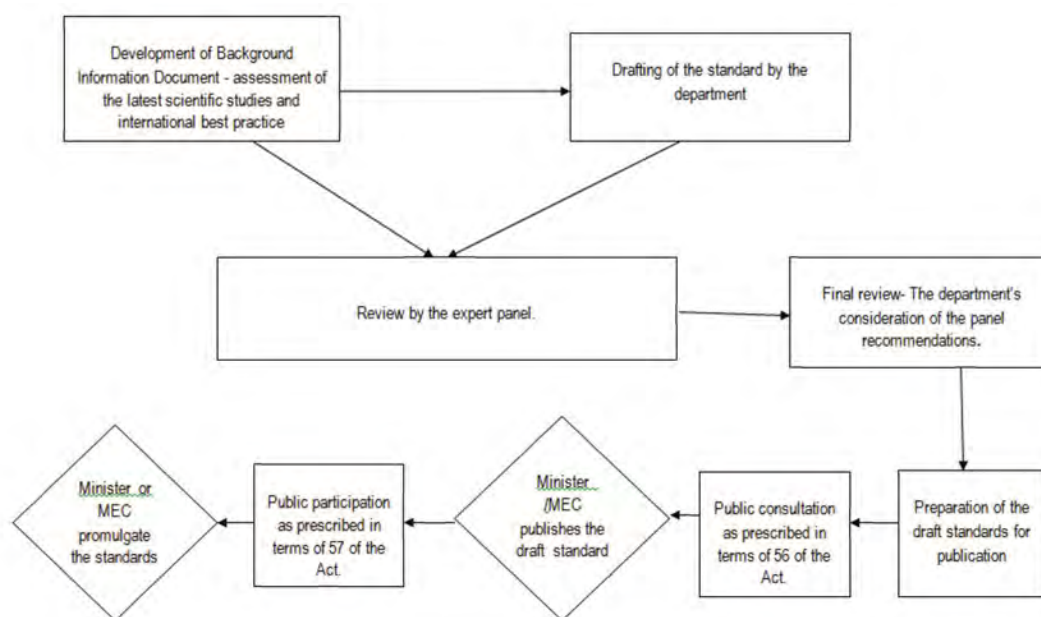 Development of Background
Information Document - assessment of
the latest scientific studies and
international best practice
Drafting of the standard by the
department
Review by the expert panel.
Final review- The department's
consideration of the panel
recommendations.
Minister or
MEC
promulgate
the standards
Public participation
as prescribed in
terms of 57 of the
Act.
Minister
/MEC
publishes the
draft standard
Public consultation
as prescribed in
terms of 56 of the
Act.
Preparation of the
draft standards for
publication